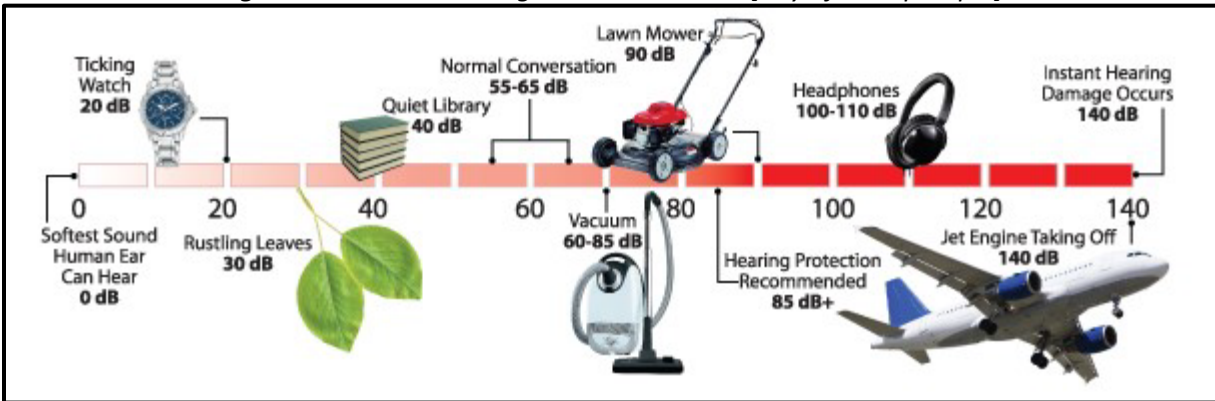 Ticking
Watch
20 dB
Quiet Library
40 dB
Normal Conversation
55-65 dB
Lawn Mower
90 dB
Headphones
100-110 dB
Instant Hearing
Damage Occurs
140 dB
0 20 40 60 80 100 120 140
Softest Sound
Human Ear
Can Hear
0 dB
Rustling Leaves
30 dB
Vacuum
60-85 dB
Hearing Protection
Recommended
85 dB+
Jet Engine Taking Off
140 dB